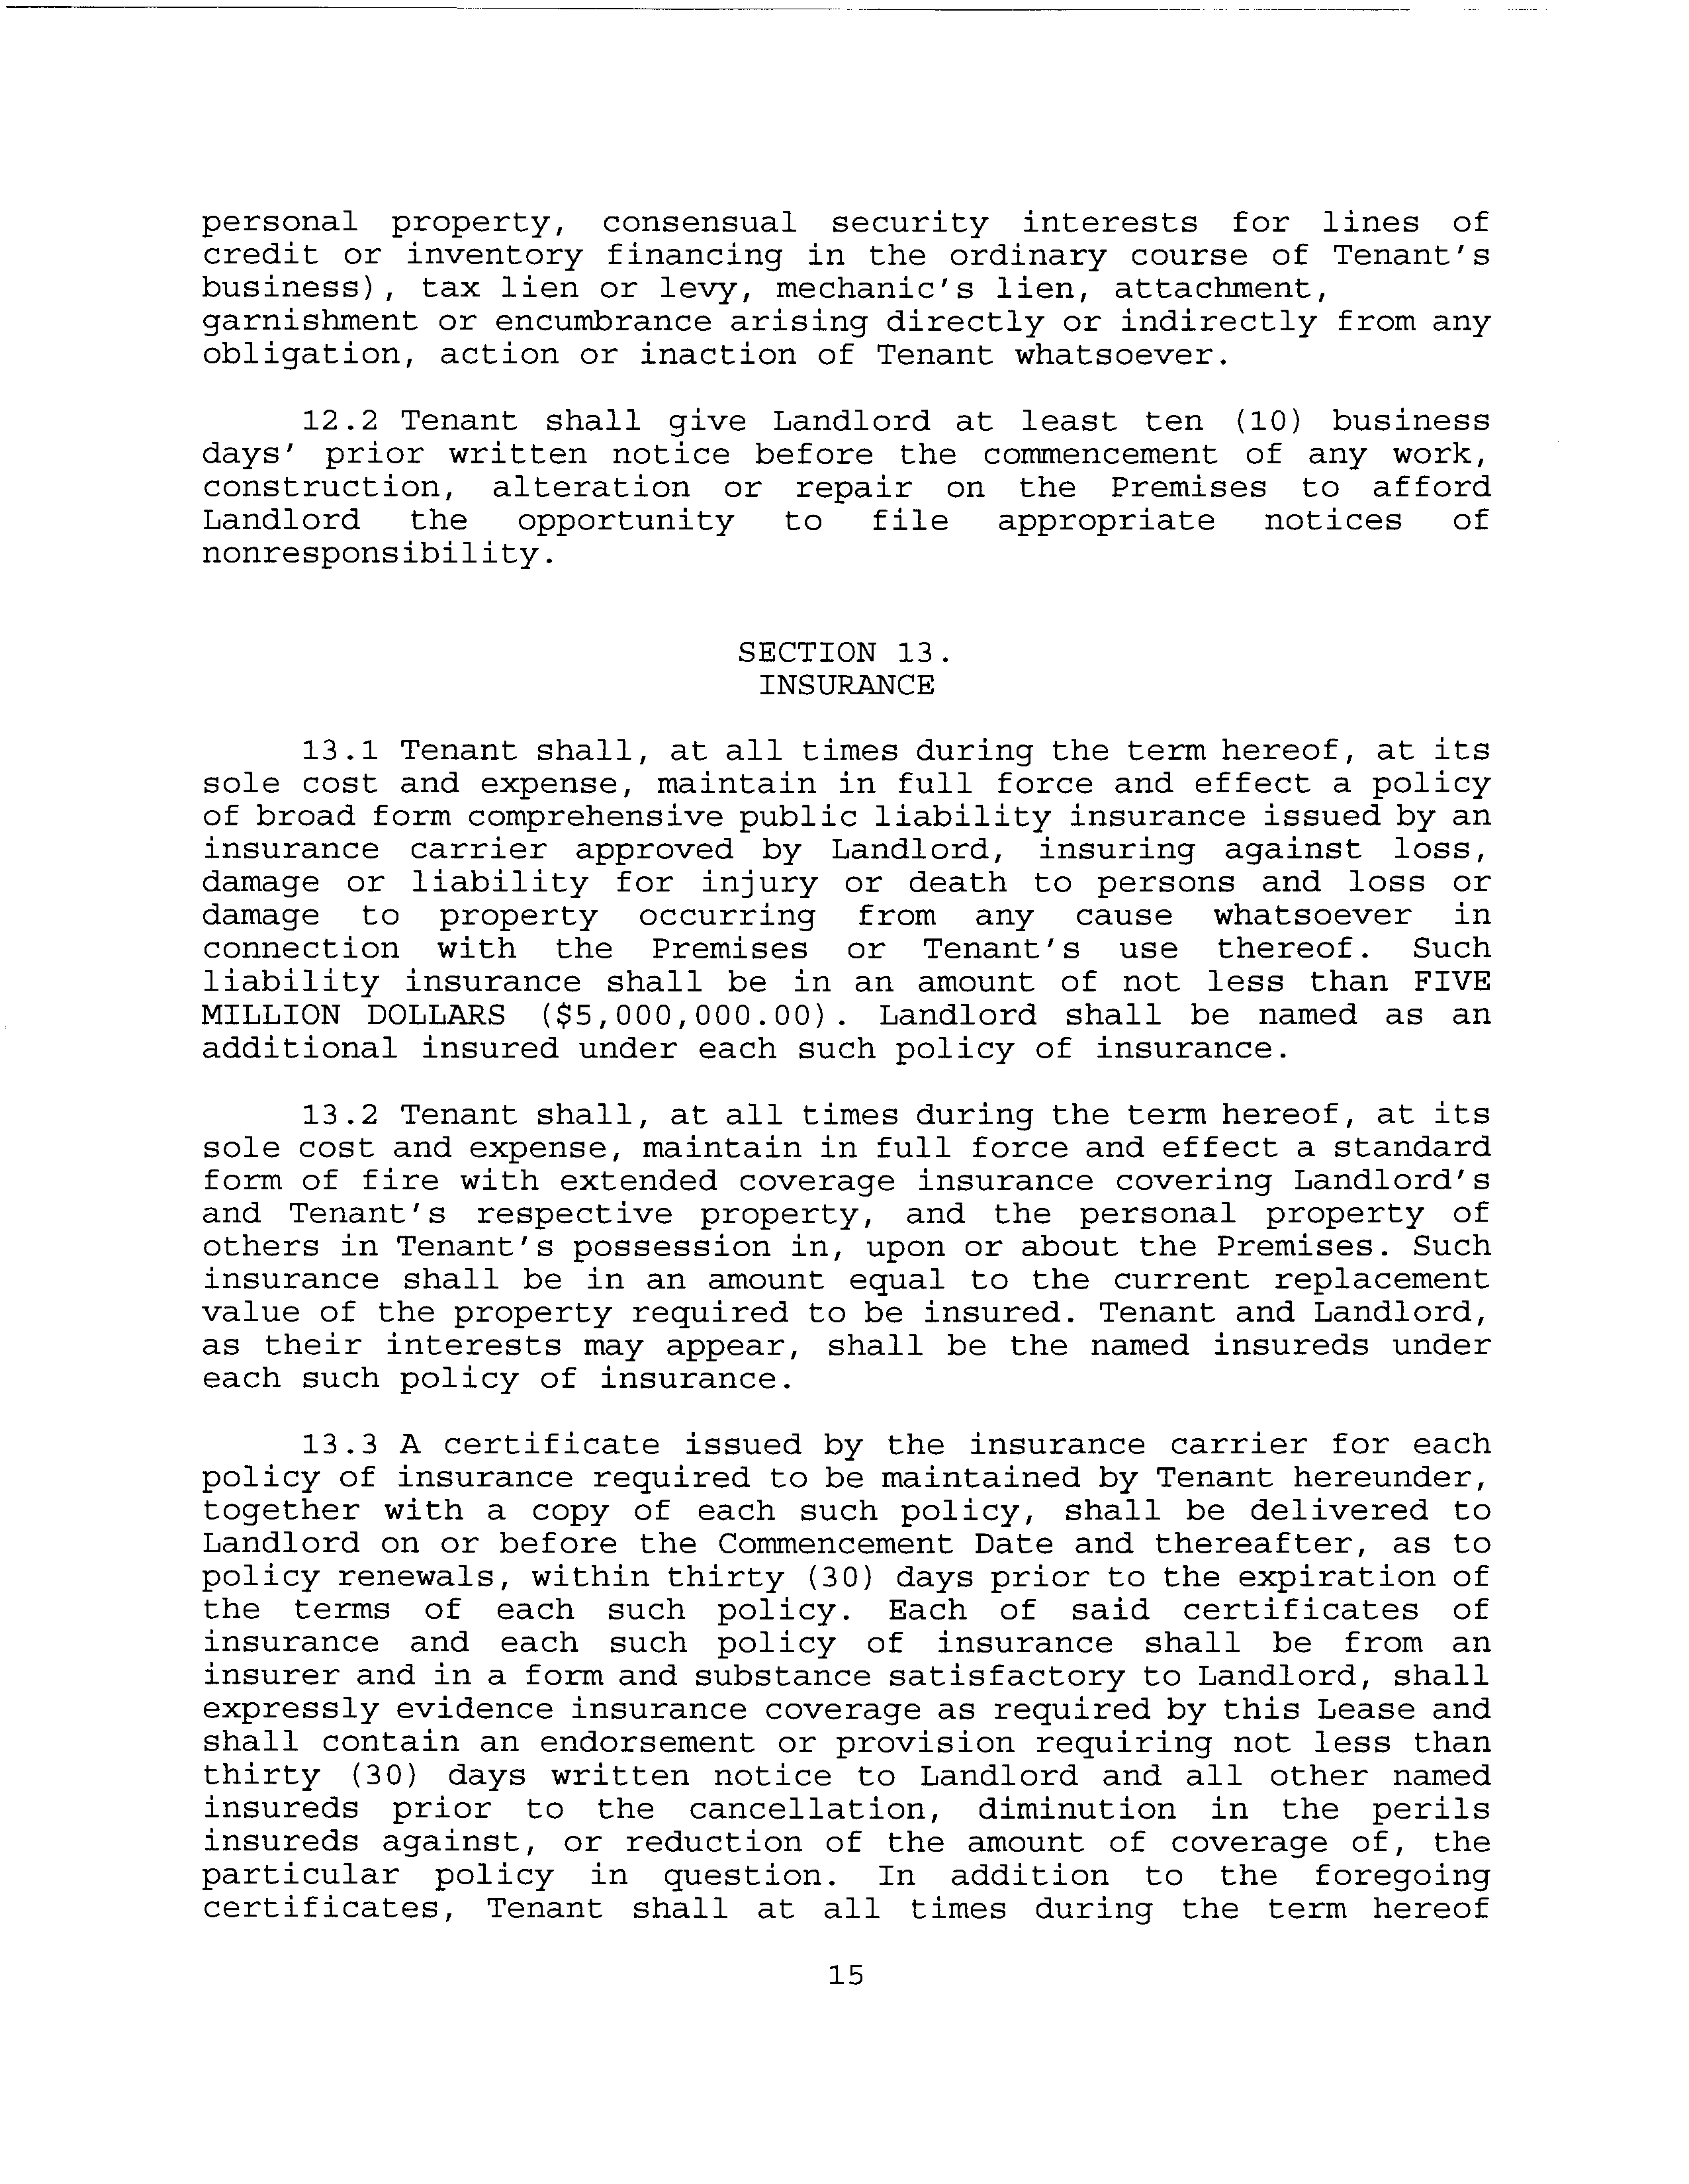 personal property, consensual security interests for lines of
credit or inventory financing in the ordinary course of Tenant's
business), tax lien or levy, mechanic's lien, attachment,
garnishment or encumbrance arising directly or indirectly from any
obligation, action or inaction of Tenant whatsoever.
12.2 Tenant shall give Landlord at least ten (10) business
days' prior written notice before the commencement of any work,
construction, alteration or repair on the Premises to afford
Landlord the opportunity to file appropriate notices of
nonresponsibility.
SECTION 13.
INSURANCE
13.1 Tenant shall, at all times during the term hereof, at its
sole cost and expense, maintain in full force and effect a policy
of broad form comprehensive public liability insurance issued by an
insurance carrier approved by Landlord, insuring against loss,
damage or liability for injury or death to persons and loss or
damage to property occurring from any cause whatsoever in
connection with the Premises or Tenant's use thereof. Such
liability insurance shall be in an amount of not less than FIVE
MILLION DOLLARS ($5,000,000.00). Landlord shall be named as an
additional insured under each such policy of insurance.
13.2 Tenant shall, at all times during the term hereof, at its
sole cost and expense, maintain in full force and effect a standard
form of fire with extended coverage insurance covering Landlord's
and Tenant's respective property, and the personal property of
others in Tenant's possession in, upon or about the Premises. Such
insurance shall be in an amount equal to the current replacement
value of the property required to be insured. Tenant and Landlord,
as their interests may appear, shall be the named insureds under
each such policy of insurance.
13.3 A certificate issued by the insurance carrier for each
policy of insurance required to be maintained by Tenant hereunder,
together with a copy of each such policy, shall be delivered to
Landlord on or before the Commencement Date and thereafter, as to
policy renewals, within thirty (30) days prior to the expiration of
the terms of each such policy. Each of said certificates of
insurance and each such policy of insurance shall be from an
insurer and in a form and substance satisfactory to Landlord, shall
expressly evidence insurance coverage as required by this Lease and
shall contain an endorsement or provision requiring not less than
thirty (30) days written notice to Landlord and all other named
insureds prior to the cancellation, diminution in the perils
insureds against, or reduction of the amount of coverage of, the
particular policy in question. In addition to the foregoing
certificates, Tenant shall at all times during the term hereof
15